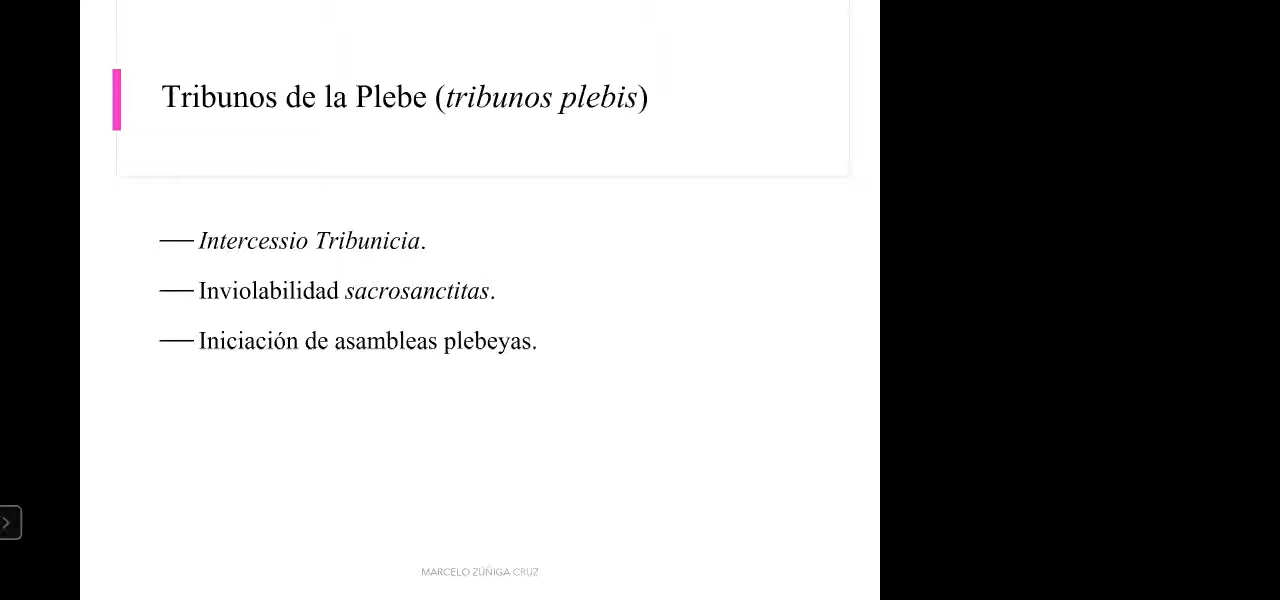 Tribunos de la Plebe (tribunos plebis)
— Intercessio Tribunicia.
— Inviolabilidad sacrosanctitas.
— Iniciación de asambleas plebeyas.
MARCELO ZÚÑIGA CRUZ